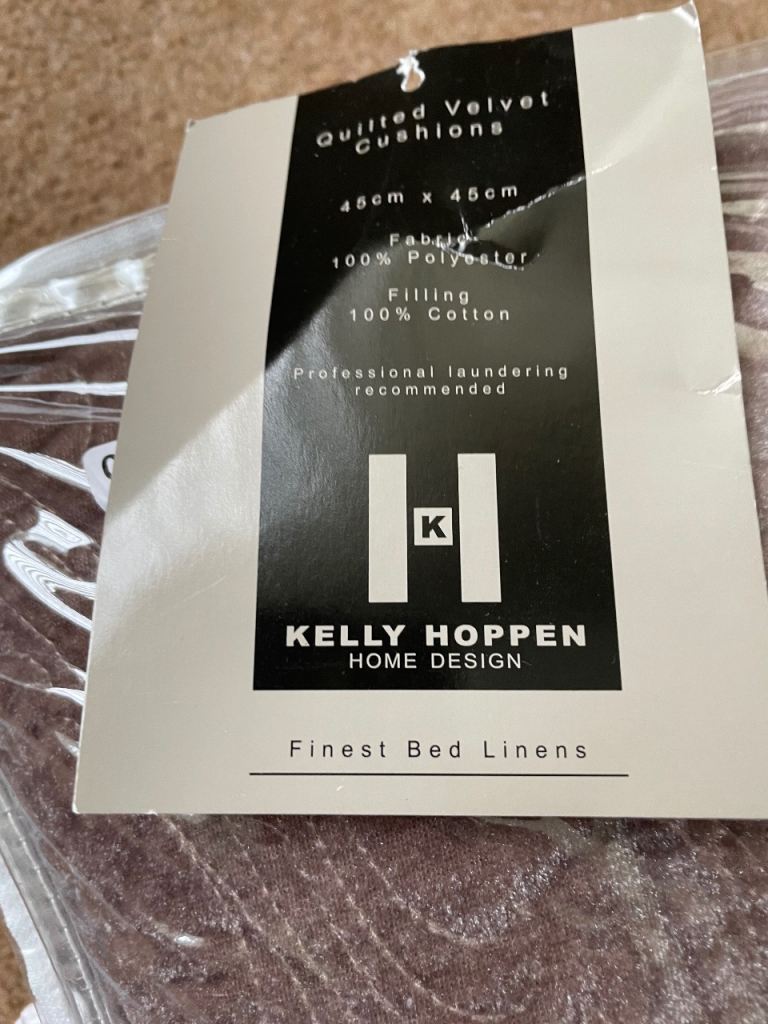 Quilted Velvet
Cushions
45cm x 45cm
Fabric
100% Polyester
Filling
100% Cotton
Professional laundering
recommended
K
KELLY HOPPEN
HOME DESIGN
Finest Bed Linens